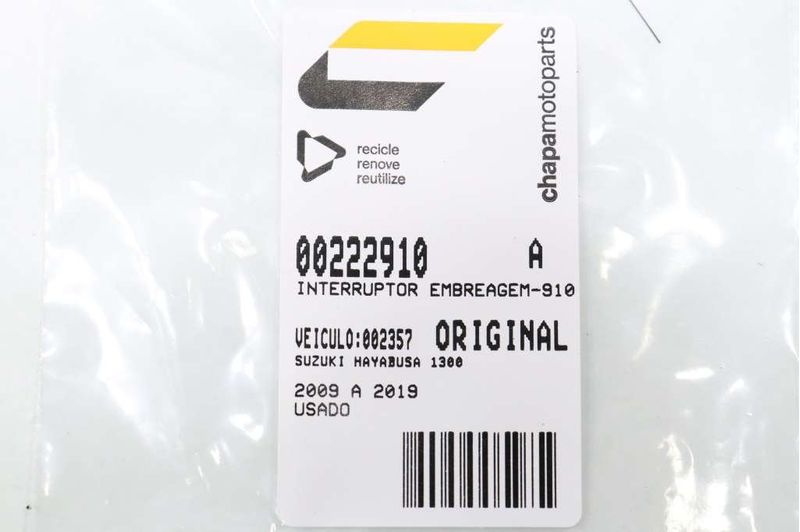 chapamotoparts
recicle
renove
reutilize
00222910 A
INTERRUPTOR EMBREAGEM-910
VEICULO:002357 ORIGINAL
SUZUKI HAYABUSA 1300
2009 A 2019
USADO